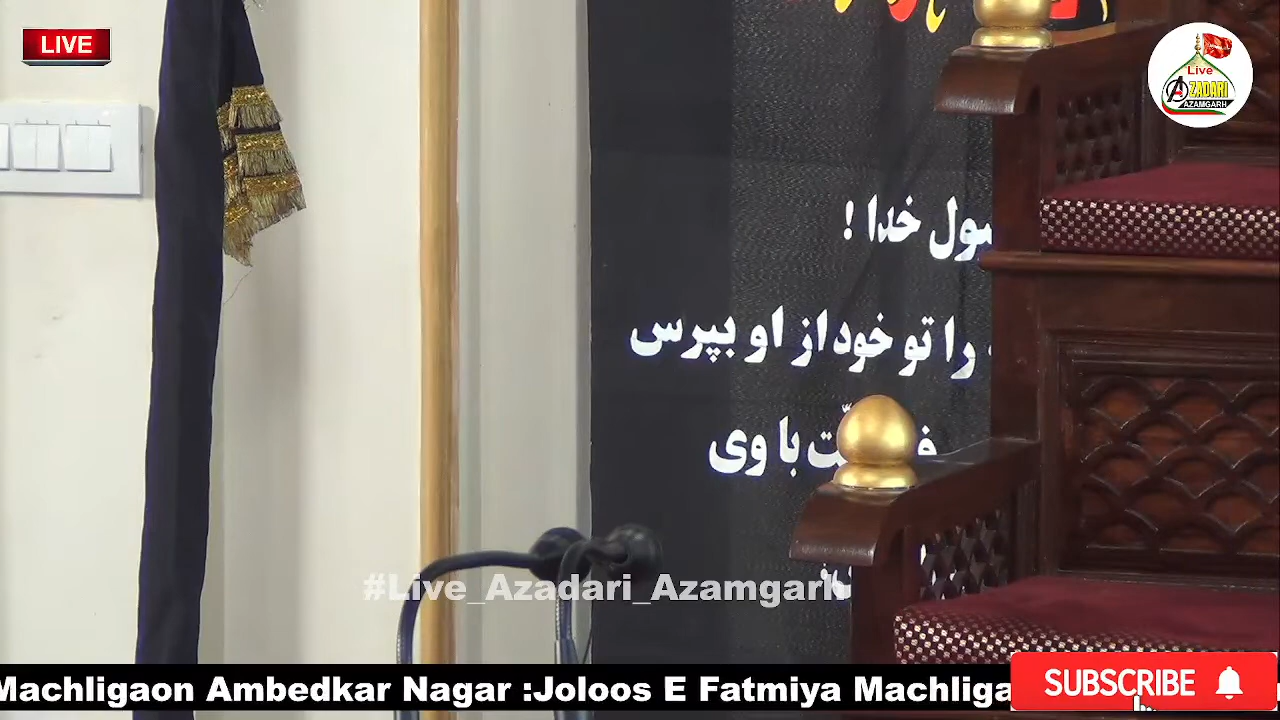 LIVE
Live
AZADARI
AZAMGARH
سول خدا !
را تو خود از او بپرس
ت با وی
#Live_Azadari_Azamgarh
Machligaon Ambedkar Nagar :Joloos E Fatmiya Machliga
SUBSCRIBE